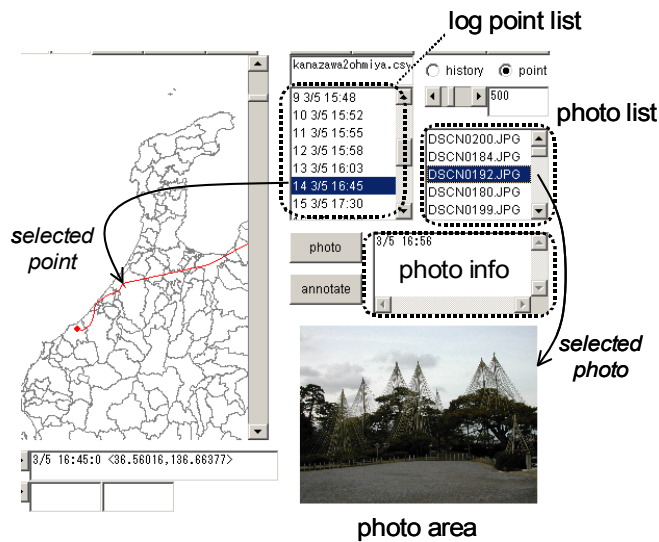 log point list
kanazawa2ohmiya.csv
history
point
500
photo list
9 3/5 15:48
10 3/5 15:52
11 3/5 15:55
12 3/5 15:58
13 3/5 16:03
14 3/5 16:45
15 3/5 17:30
DSCN0200.JPG
DSCN0184.JPG
DSCN0192.JPG
DSCN0180.JPG
DSCN0199.JPG
selected
point
photo
annotate
3/5 16:56
photo info
selected
photo
3/5 16:45:0 <36.56016,136.66377>
photo area